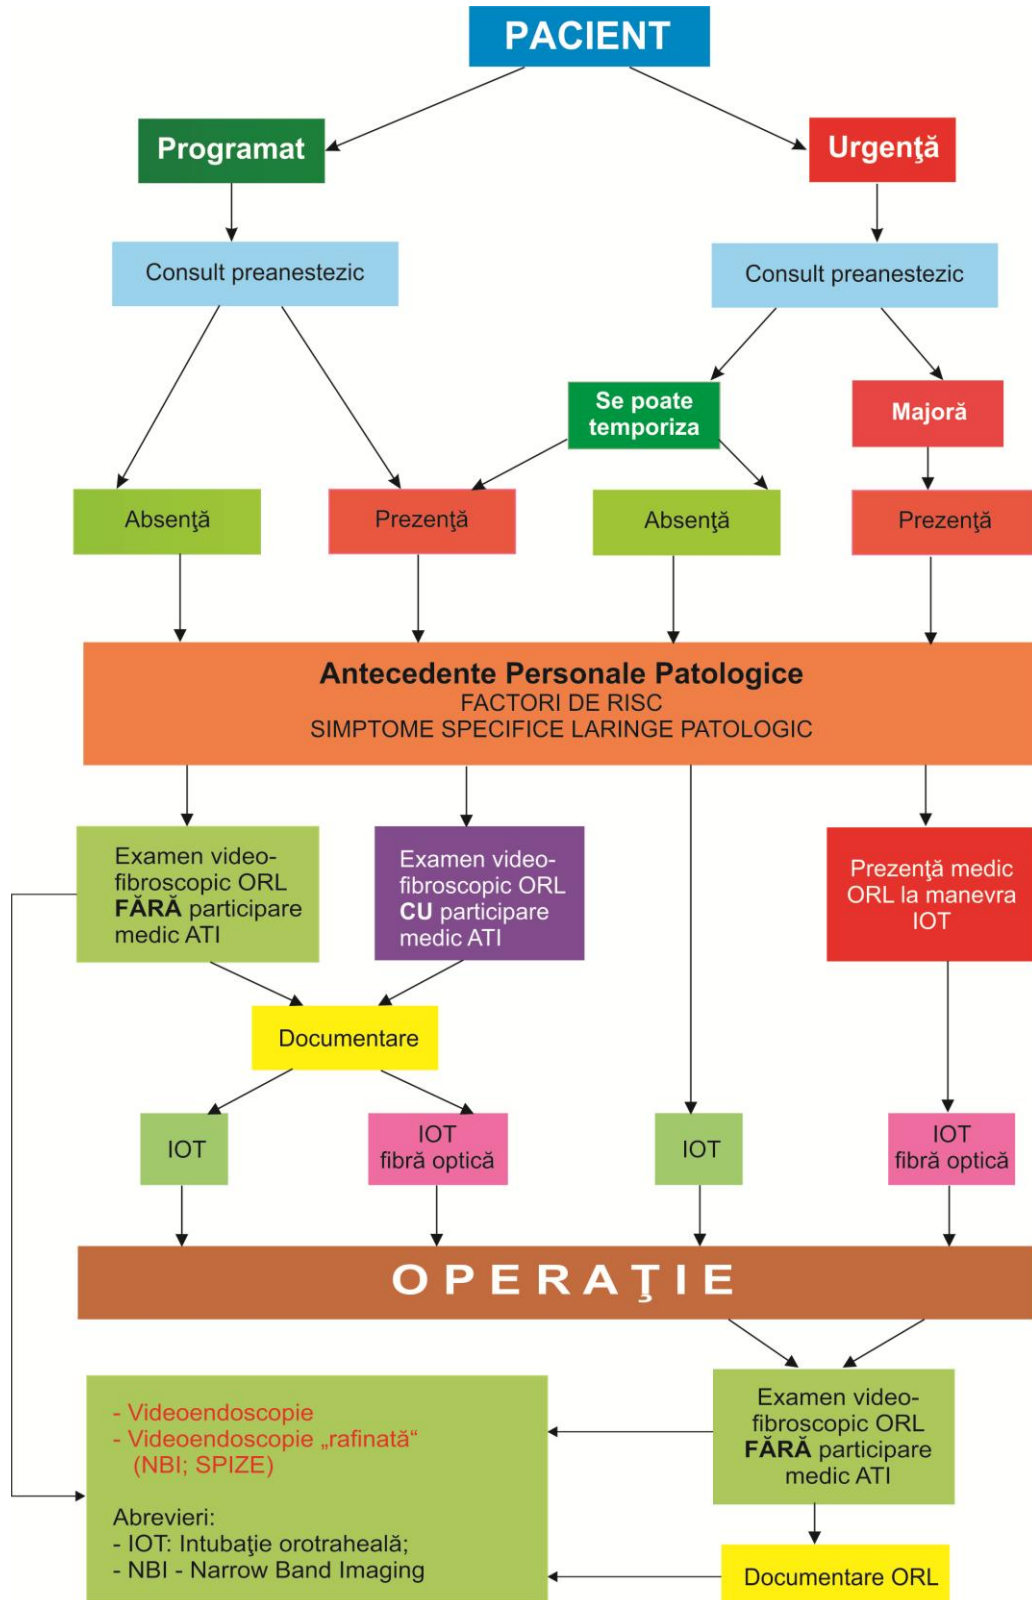 PACIENT
Programat
Urgenţă
Consult preanestezic
Consult preanestezic
Se poate
temporiza
Majoră
Absenţă
Prezenţă
Absenţă
Prezenţă
Antecedente Personale Patologice
FACTORI DE RISC
SIMPTOME SPECIFICE LARINGE PATOLOGIC
Examen video-
fibroscopic ORL
FĂRĂ participare
medic ATI
Examen video-
fibroscopic ORL
CU participare
medic ATI
Prezenţă medic
ORL la manevra
IOT
Documentare
IOT
IOT
fibră optică
IOT
IOT
fibră optică
OPERAŢIE
Examen video-
fibroscopic ORL
FĂRĂ participare
medic ATI
- Videoendoscopie
- Videoendoscopie „rafinată“
(NBI; SPIZE)
Abrevieri:
- IOT: Intubaţie orotraheală;
- NBI - Narrow Band Imaging
Documentare ORL